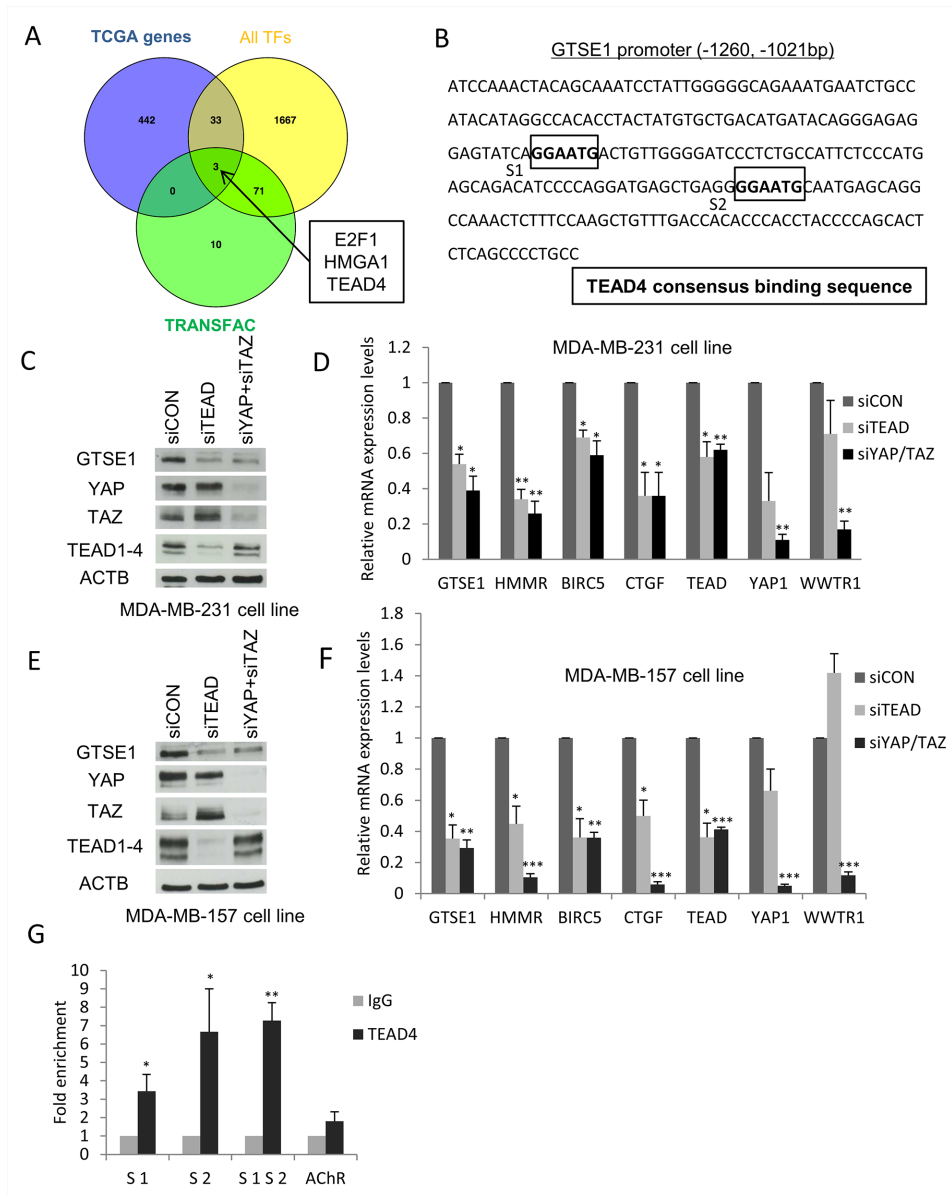 A
TCGA genes
All TFs
442
33
1667
3
0
71
10
E2F1
HMGA1
TEAD4
TRANSFAC
B
GTSE1 promoter (-1260, -1021bp)
ATCCAAACTACAGCAAATCCTATTGGGGGCAGAAATGAATCTGCC
ATACATAGGCCACACCTACTATGTGCTGACATGATACAGGGAGAG
GAGTATCAGGAATGACTGTTGGGGATCCCTCTGCCATTCTCCCATG
S1
AGCAGACATCCCCAGGATGAGCTGAGGGGAATGCAATGAGCAGG
S2
CCAAACTCTTTCCAAGCTGTTTGACCACACCCACCTACCCCAGCACT
CTCAGCCCCTGCC
TEAD4 consensus binding sequence
C
siCON
siTEAD
siYAP+siTAZ
GTSE1
YAP
TAZ
TEAD1-4
ACTB
MDA-MB-231 cell line
D
MDA-MB-231 cell line
Relative mRNA expression levels
1.2
1
0.8
0.6
0.4
0.2
0
siCON
siTEAD
siYAP/TAZ
* * ** ** * * * * * ** ** **
GTSE1 HMMR BIRC5 CTGF TEAD YAP1 WWTR1
E
siCON
siTEAD
siYAP+siTAZ
GTSE1
YAP
TAZ
TEAD1-4
ACTB
MDA-MB-157 cell line
F
MDA-MB-157 cell line
Relative mRNA expression levels
1.8
1.6
1.4
1.2
1
0.8
0.6
0.4
0.2
0
siCON
siTEAD
siYAP/TAZ
* ** * *** * ** * *** * *** *** ***
GTSE1 HMMR BIRC5 CTGF TEAD YAP1 WWTR1
G
Fold enrichment
10
9
8
7
6
5
4
3
2
1
0
* * **
IgG
TEAD4
S 1 S 2 S 1 S 2 AChR